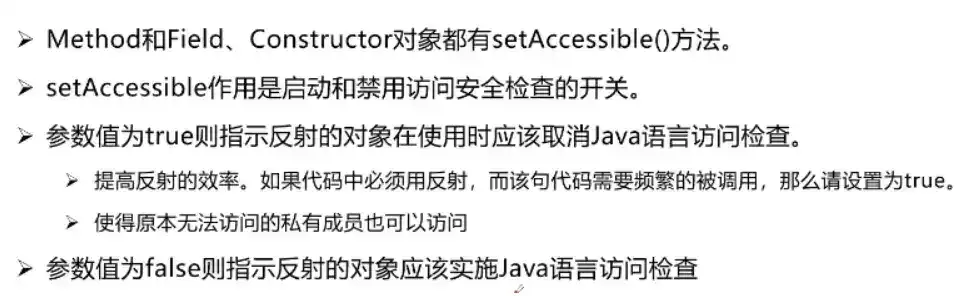 ➢ Method和Field、Constructor对象都有setAccessible()方法。
➢ setAccessible作用是启动和禁用访问安全检查的开关。
➢ 参数值为true则指示反射的对象在使用时应该取消Java语言访问检查。
➢ 提高反射的效率。如果代码中必须用反射，而该句代码需要频繁的被调用，那么请设置为true。
➢ 使得原本无法访问的私有成员也可以访问
➢ 参数值为false则指示反射的对象应该实施Java语言访问检查